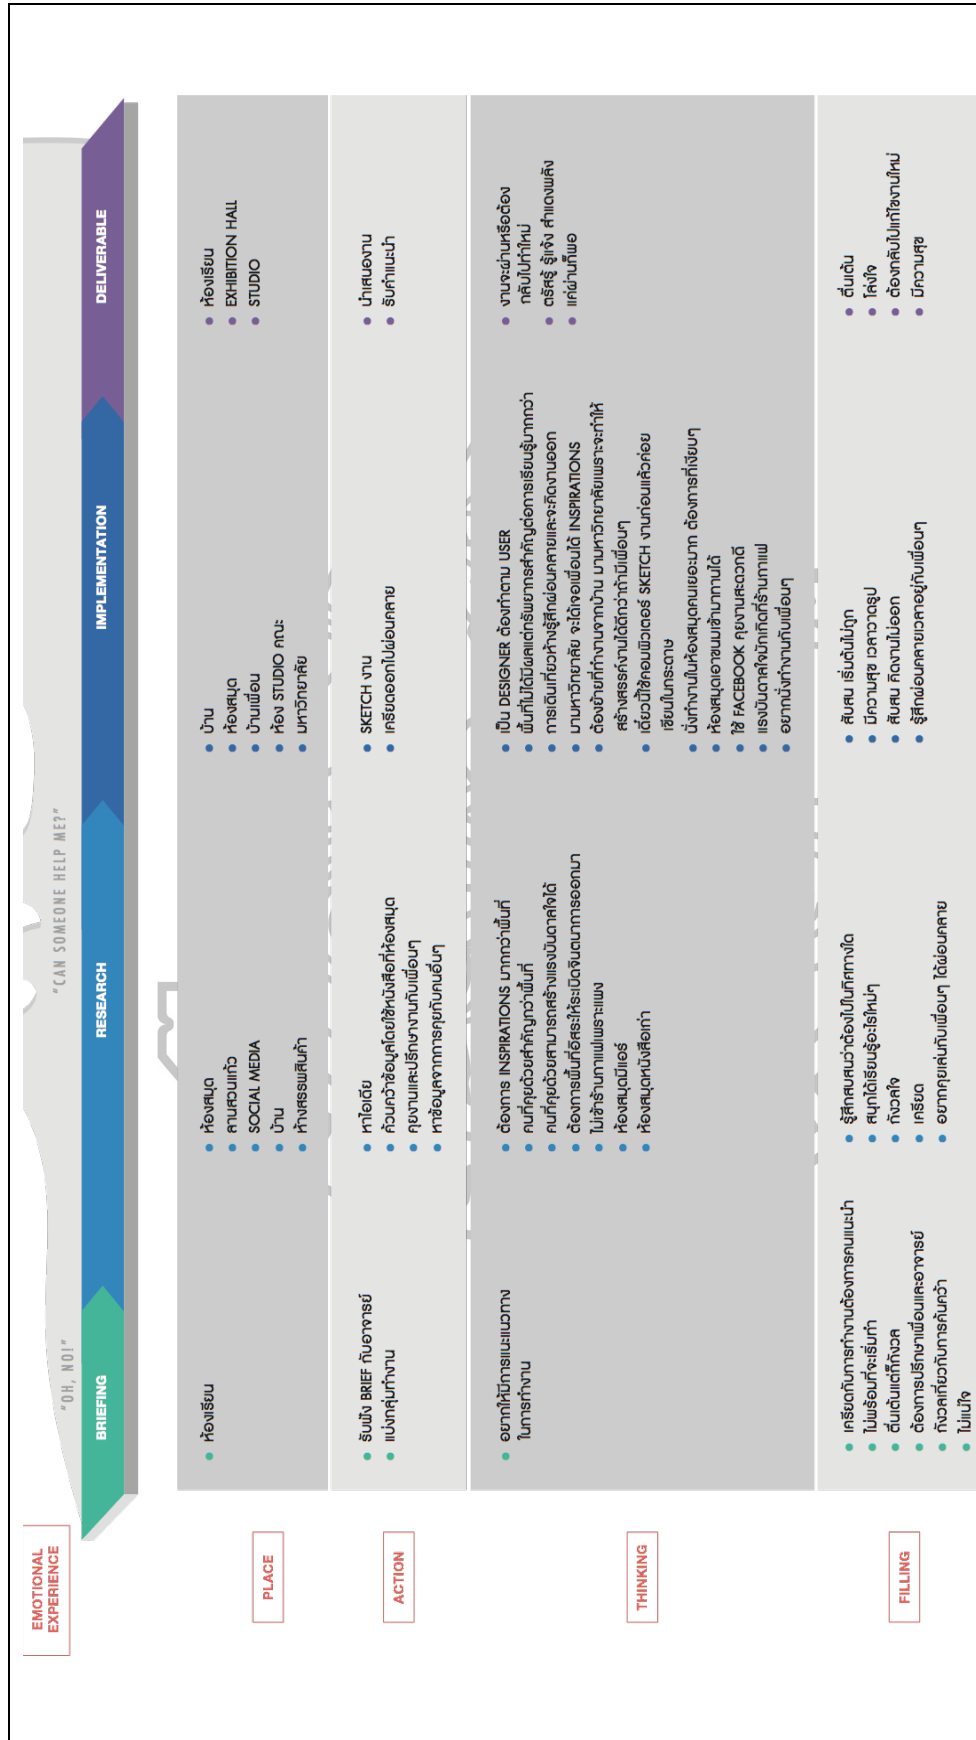 EMOTIONAL
EXPERIENCE
"OH, NO!"
"CAN SOMEONE HELP ME?"
BRIEFING
RESEARCH
IMPLEMENTATION
DELIVERABLE
PLACE
ห้องเรียน
ห้องสมุด
ลานสวนแก้ว
SOCIAL MEDIA
บ้าน
ห้างสรรพสินค้า
บ้าน
ห้องสมุด
บ้านเพื่อน
ห้อง STUDIO คณะ
มหาวิทยาลัย
ห้องเรียน
EXHIBITION HALL
STUDIO
ACTION
รับฟัง BRIEF กับอาจารย์
แบ่งกลุ่มทำงาน
หาไอเดีย
ค้วนคว้าข้อมูลโดยใช้หนังสือที่ห้องสมุด
คุยงานและปรึกษางานกับเพื่อนๆ
หาข้อมูลจากการคุยกับคนอื่นๆ
SKETCH งาน
เครียดออกไปผ่อนคลาย
นำเสนองาน
รับคำแนะนำ
THINKING
อยากให้มีการแนะแนวทาง
ในการทำงาน
ต้องการ INSPIRATIONS มากกว่าพื้นที่
คนที่คุยด้วยสำคัญกว่าพื้นที่
คนที่คุยด้วยสามารถสร้างแรงบันดาลใจได้
ต้องการพื้นที่อิสระให้ระเบิดจินตนาการออกมา
ไม่เข้าร้านกาแฟเพราะแพง
ห้องสมุดมีแอร์
ห้องสมุดหนังสือเก่า
เป็น DESIGNER ต้องทำตาม USER
พื้นที่ไม่ได้มีผลแต่ทรัพยากรสำคัญต่อการเรียนรู้มากกว่า
การเดินเที่ยวห้างรู้สึกผ่อนคลายและจะคิดงานออก
มามหาวิทยาลัย จะได้เจอเพื่อนได้ INSPIRATIONS
ต้องย้ายที่ทำงานจากบ้าน มามหาวิทยาลัยเพราะจะทำให้
สร้างสรรค์งานได้ดีกว่าถ้ามีเพื่อนๆ
เดี๋ยวนี้ใช้คอมพิวเตอร์ SKETCH งานก่อนแล้วค่อย
เขียนในกระดาษ
นั่งทำงานในห้องสมุดคนเยอะมาก ต้องการที่เงียบๆ
ห้องสมุดเอาขนมเข้ามาทานได้
ใช้ FACEBOOK คุยงานสะดวกดี
แรงบันดาลใจมักเกิดที่ร้านกาแฟ
อยากนั่งทำงานกับเพื่อนๆ
งานจะผ่านหรือต้อง
กลับไปทำใหม่
ตรัสรู้ รู้แจ้ง สำแดงพลัง
แค่ผ่านก็พอ
FILLING
เครียดกับการทำงานต้องการคนแนะนำ
ไม่พร้อมที่จะเริ่มทำ
ตื่นเต้นแต่ก็กังวล
ต้องการปรึกษาเพื่อนและอาจารย์
กังวลเกี่ยวกับการค้นคว้า
ไม่แน่ใจ
รู้สึกสบสนว่าต้องไปในทิศทางใด
สนุกได้เรียนรู้อะไรใหม่ๆ
กังวลใจ
เครียด
อยากคุยเล่นกับเพื่อนๆ ได้ผ่อนคลาย
สับสน เริ่มต้นไม่ถูก
มีความสุข เวลาวาดรูป
สับสน คิดงานไม่ออก
รู้สึกผ่อนคลายเวลาอยู่กับเพื่อนๆ
ตื่นเต้น
โล่งใจ
ต้องกลับไปแก้ไขงานใหม่
มีความสุข